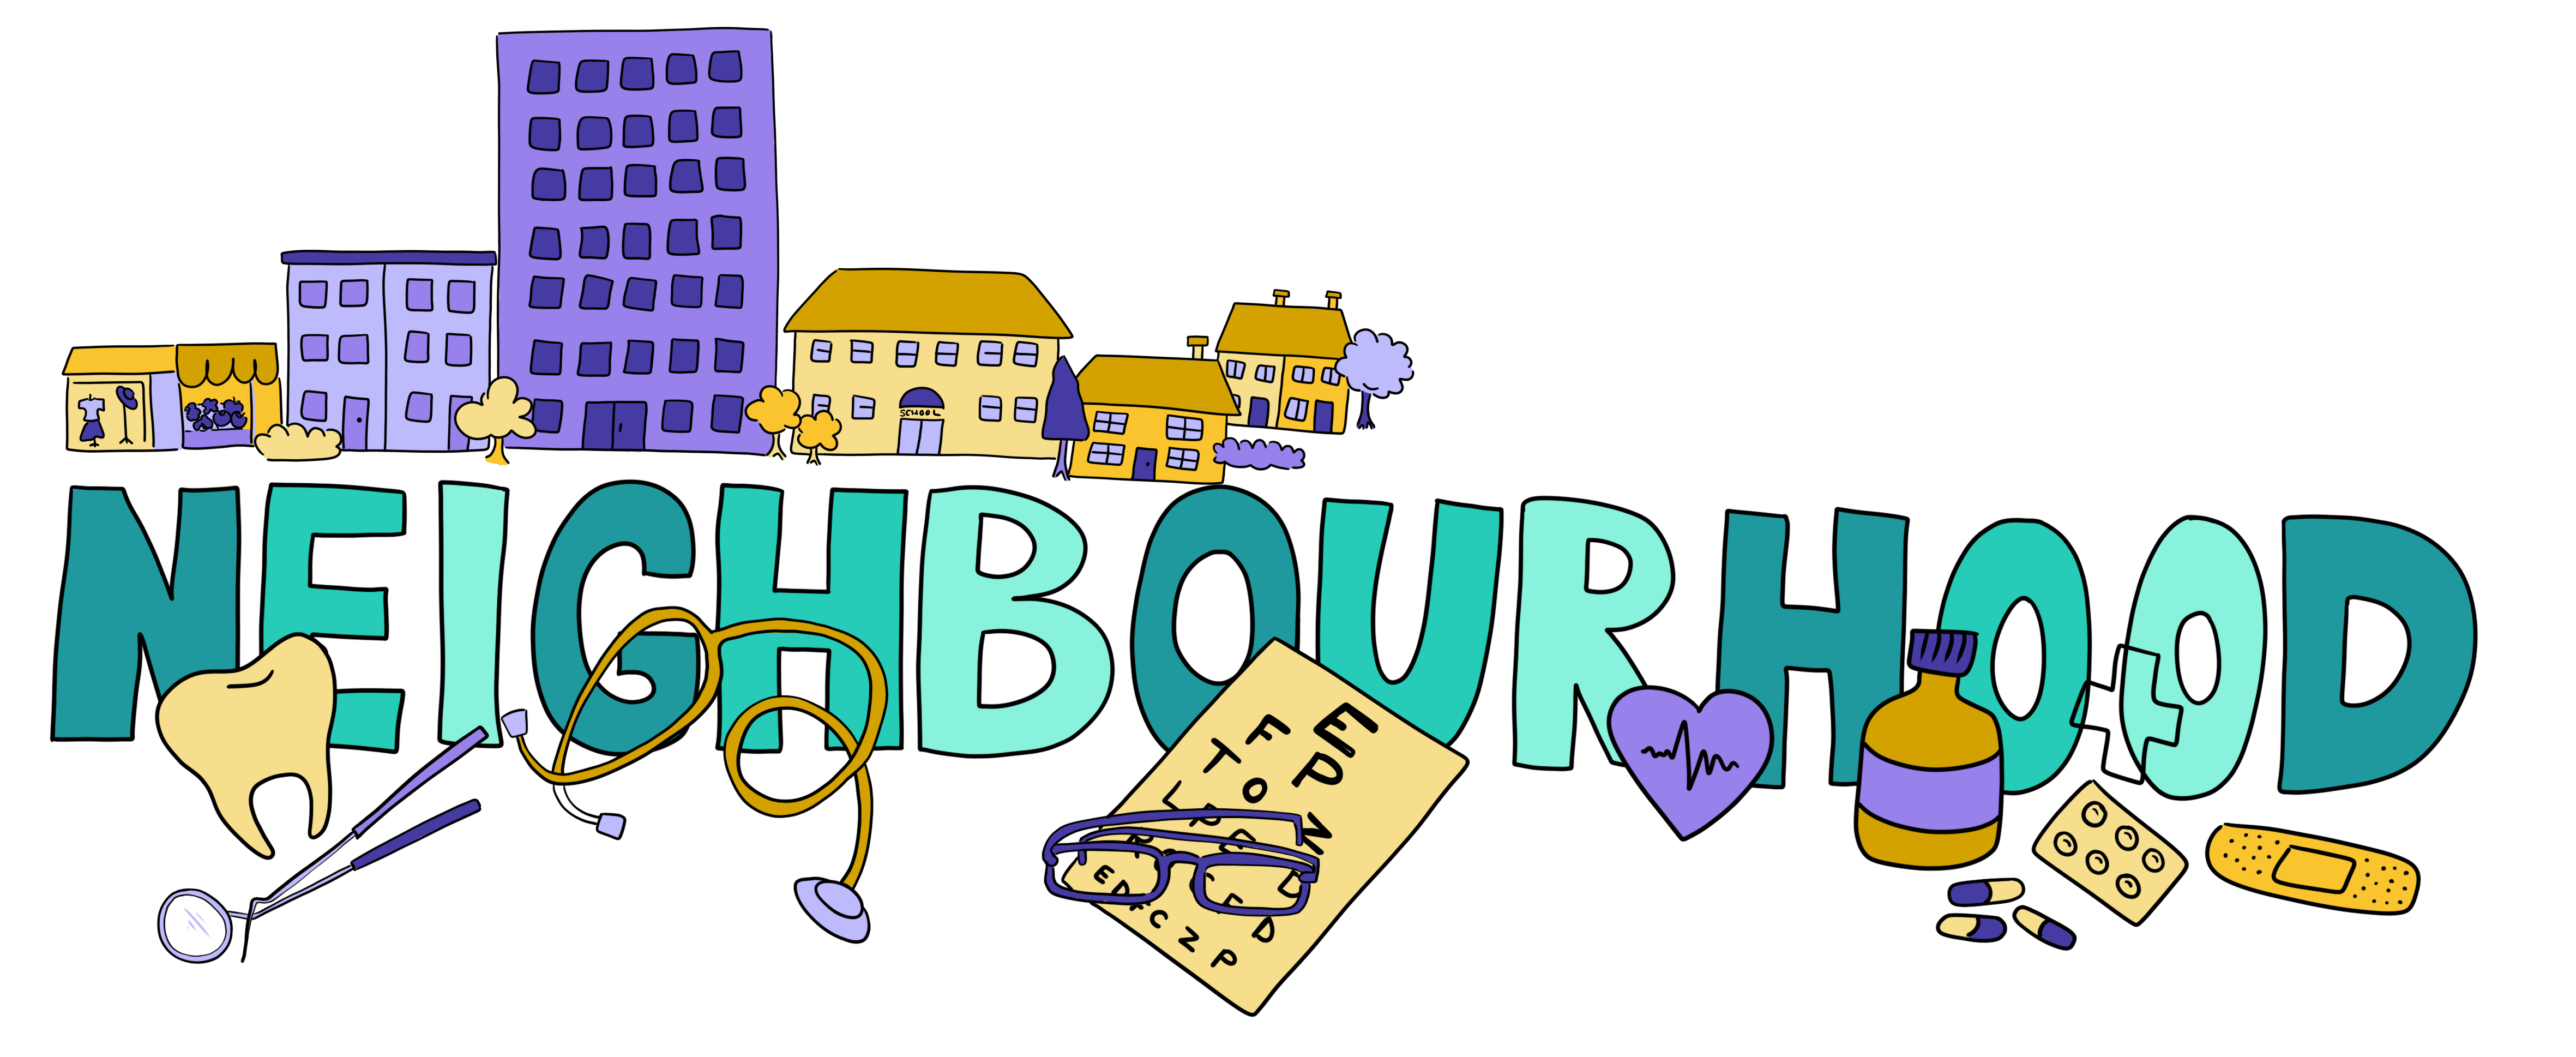 SCHOOL
NEIGHBOURHOOD
E
F P
T O Z
L P E D
E D F C Z P